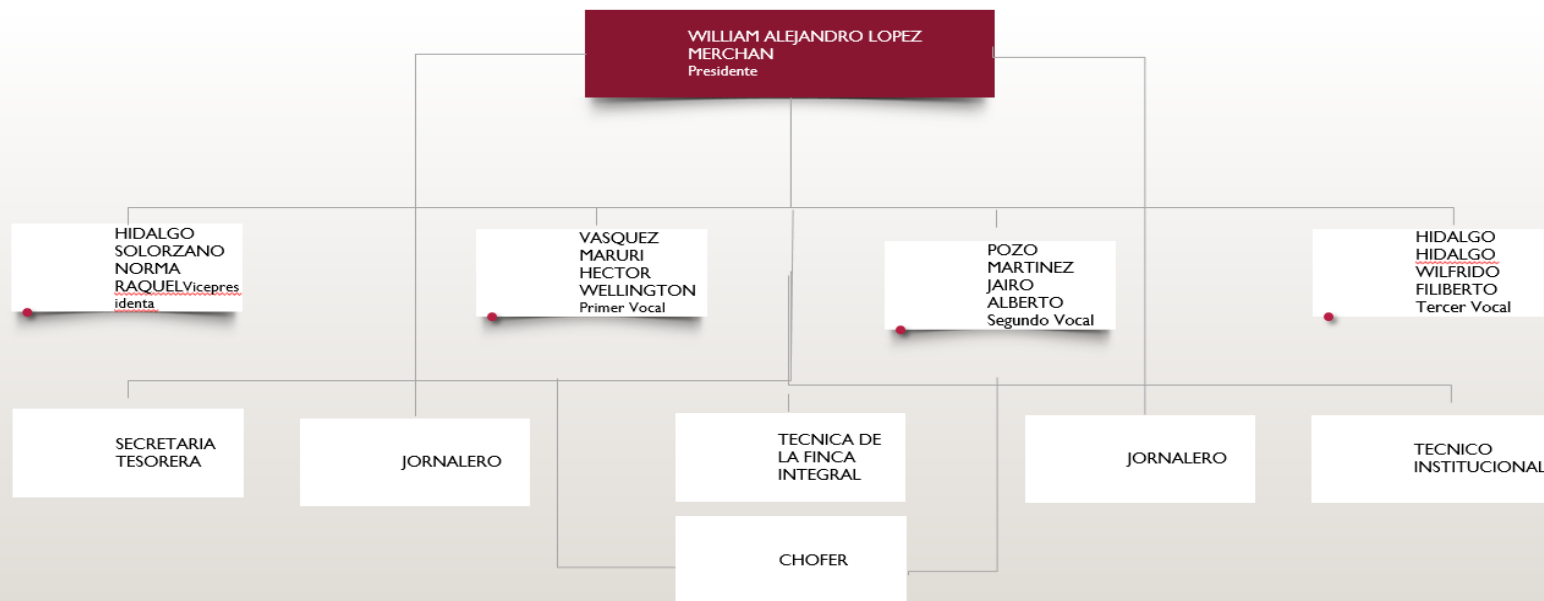 WILLIAM ALEJANDRO LOPEZ
MERCHAN
Presidente
HIDALGO
SOLORZANO
NORMA
RAQUELVicepres
identa
VASQUEZ
MARURI
HECTOR
WELLINGTON
Primer Vocal
POZO
MARTINEZ
JAIRO
ALBERTO
Segundo Vocal
HIDALGO
HIDALGO
WILFRIDO
FILIBERTO
Tercer Vocal
SECRETARIA
TESORERA
JORNALERO
TECNICA DE
LA FINCA
INTEGRAL
JORNALERO
TECNICO
INSTITUCIONAL
CHOFER